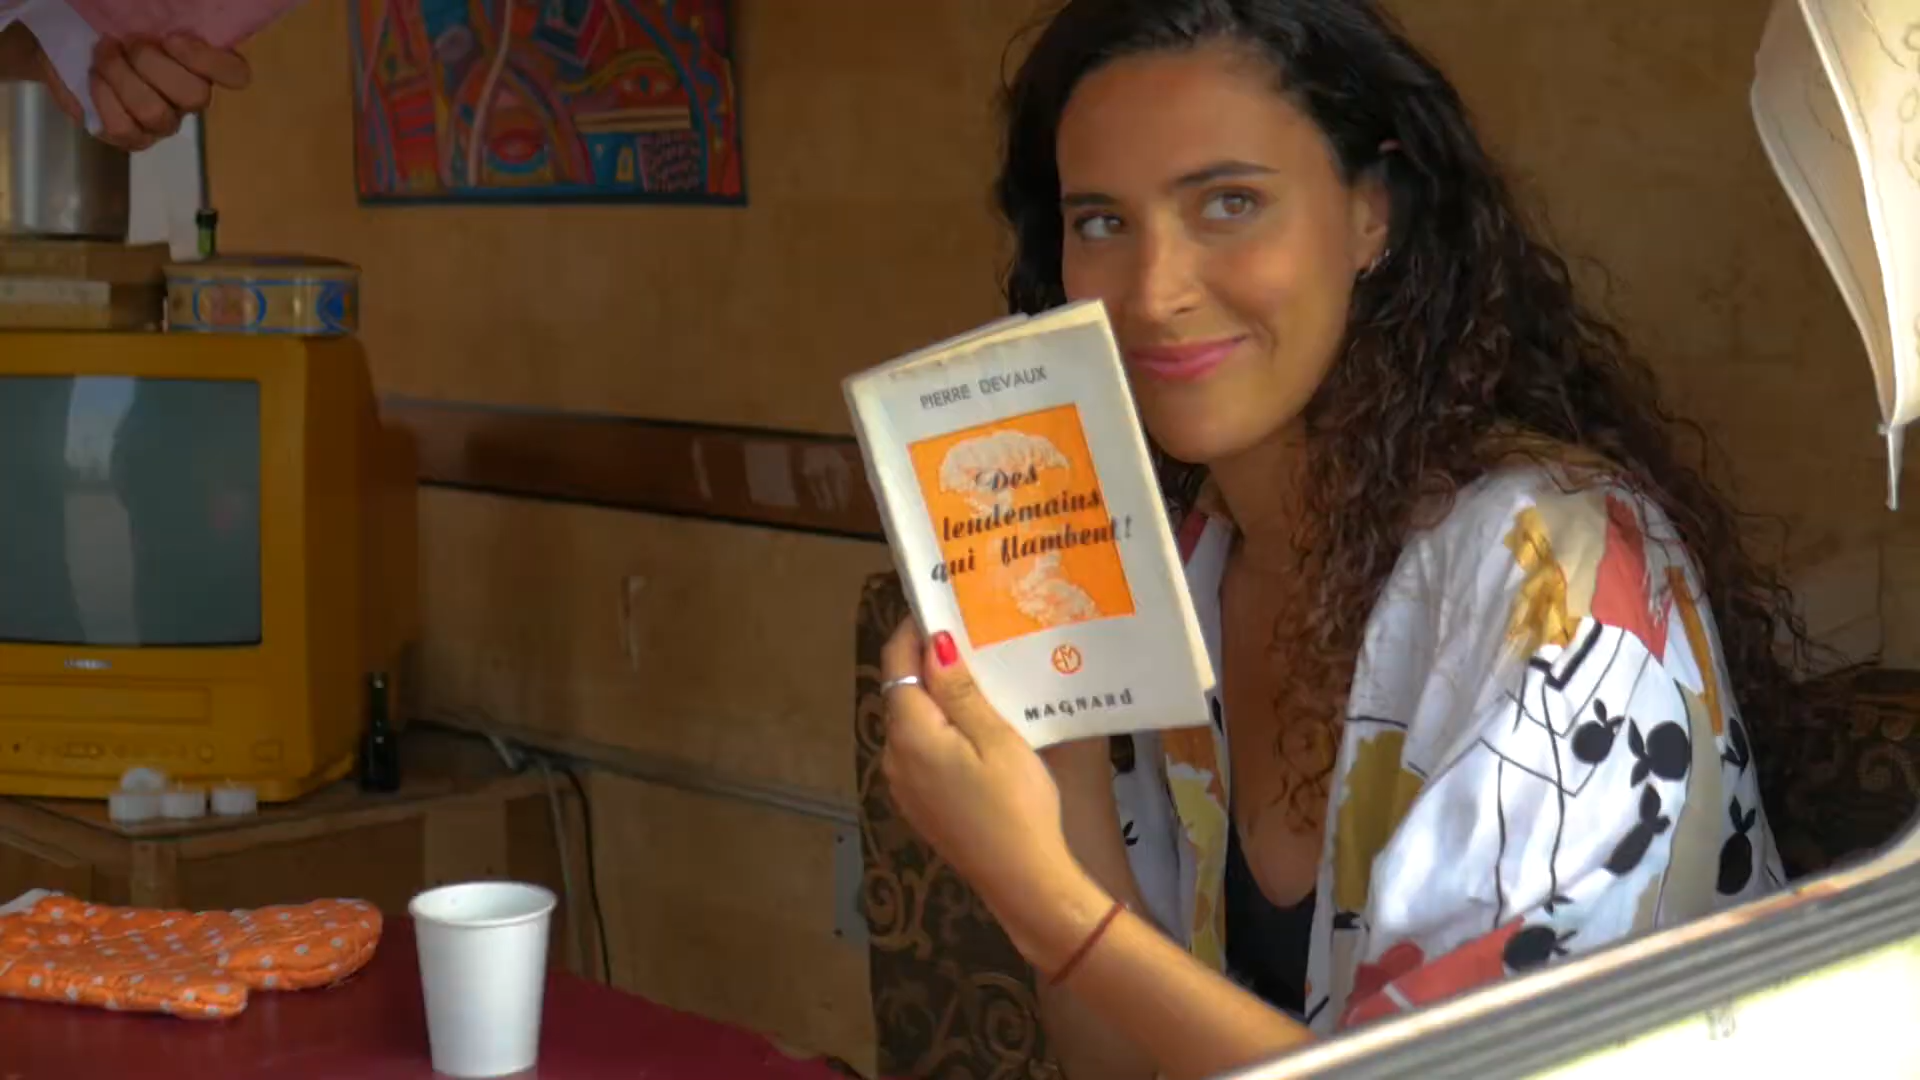 PIERRE DEVAUX
Des
lendemains
qui flambent!
MAGNARD